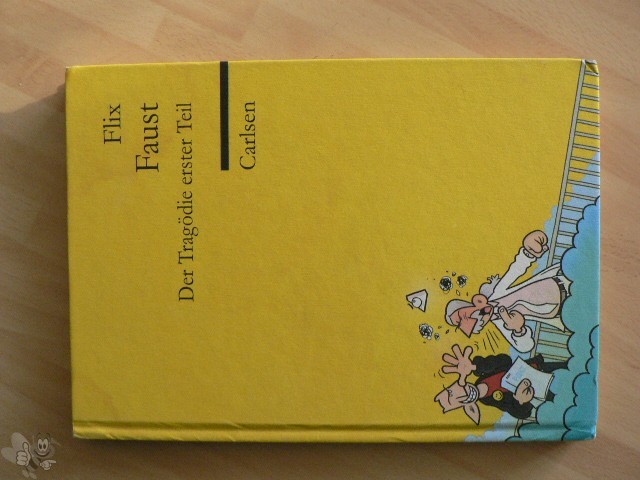 Flix
Faust
Der Tragödie erster Teil
Carlsen